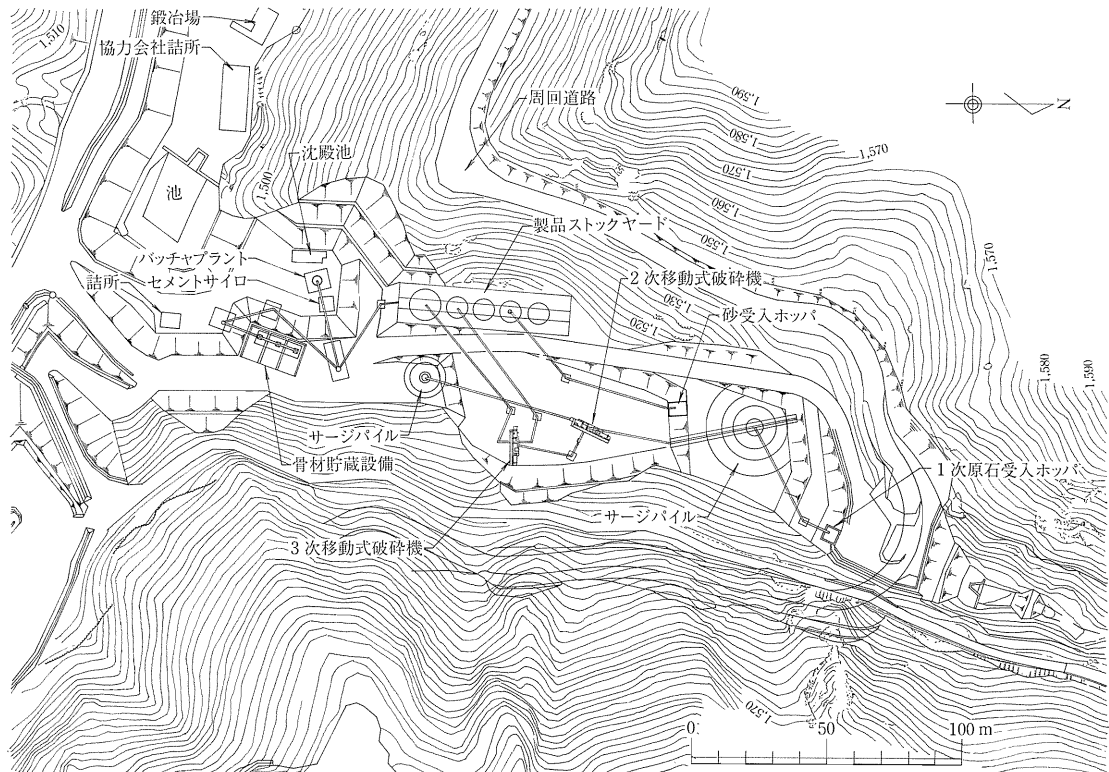 鍛冶場
1,510
協力会社詰所
周回道路
1,590
1,580
1,570
1,570
N
沈殿池
1,500
池
1,560
製品ストックヤード
1,550
1,570
バッチャプラント
詰所
セメントサイロ
2次移動式破砕機
1,530
砂受入ホッパ
1,520
1,580
1,590
サージパイル
骨材貯蔵設備
1次原石受入ホッパ
サージパイル
3次移動式破砕機
1,570
0 50 100 m